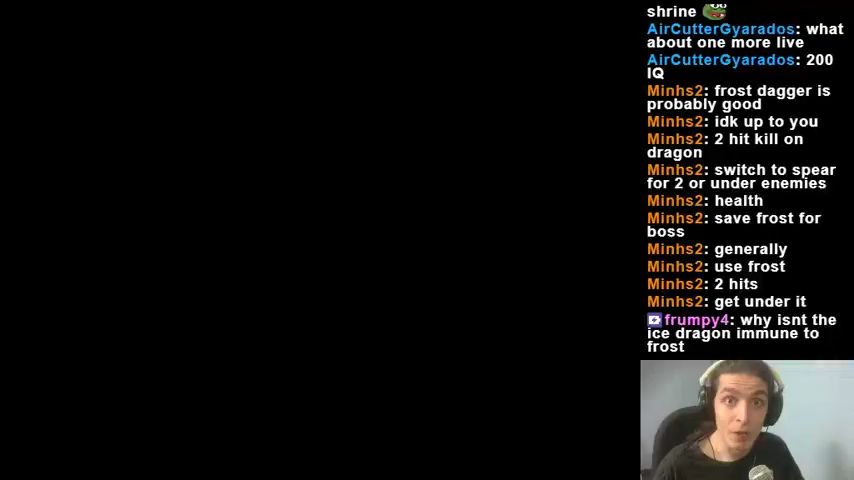 shrine
AirCutterGyarados: what
about one more live
AirCutterGyarados: 200
IQ
Minhs2: frost dagger is
probably good
Minhs2: idk up to you
Minhs2: 2 hit kill on
dragon
Minhs2: switch to spear
for 2 or under enemies
Minhs2: health
Minhs2: save frost for
boss
Minhs2: generally
Minhs2: use frost
Minhs2: 2 hits
Minhs2: get under it
frumpy4: why isnt the
ice dragon immune to
frost